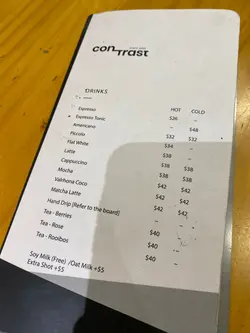 conTrast
DRINKS
HOT COLD
Espresso $26 –
Espresso Tonic – $48
Americano $32 $32
Piccolo $34 –
Flat White $38 –
Latte $38 $38
Cappuccino $38 $38
Mocha $42 $42
Valrhona Coco $42 $42
Matcha Latte $42 $42
Hand Drip (Refer to the board)
Tea - Berries $40 –
Tea - Rose $40 –
Tea - Rooibos $40 –
Soy Milk (Free) /Oat Milk +$5
Extra Shot +$5